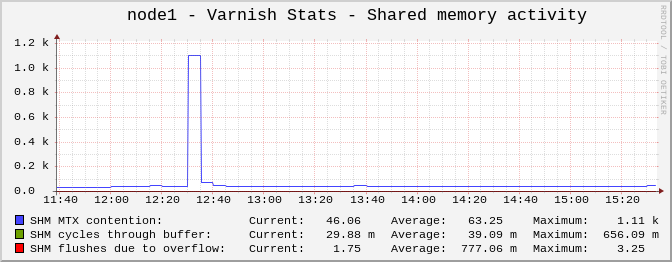 node1 - Varnish Stats - Shared memory activity
RRDTOOL / TOBI OETIKER
1.2 k
1.0 k
0.8 k
0.6 k
0.4 k
0.2 k
0.0
11:40 12:00 12:20 12:40 13:00 13:20 13:40 14:00 14:20 14:40 15:00 15:20
SHM MTX contention: Current: 46.06 Average: 63.25 Maximum: 1.11 k
SHM cycles through buffer: Current: 29.88 m Average: 39.09 m Maximum: 656.09 m
SHM flushes due to overflow: Current: 1.75 Average: 777.06 m Maximum: 3.25